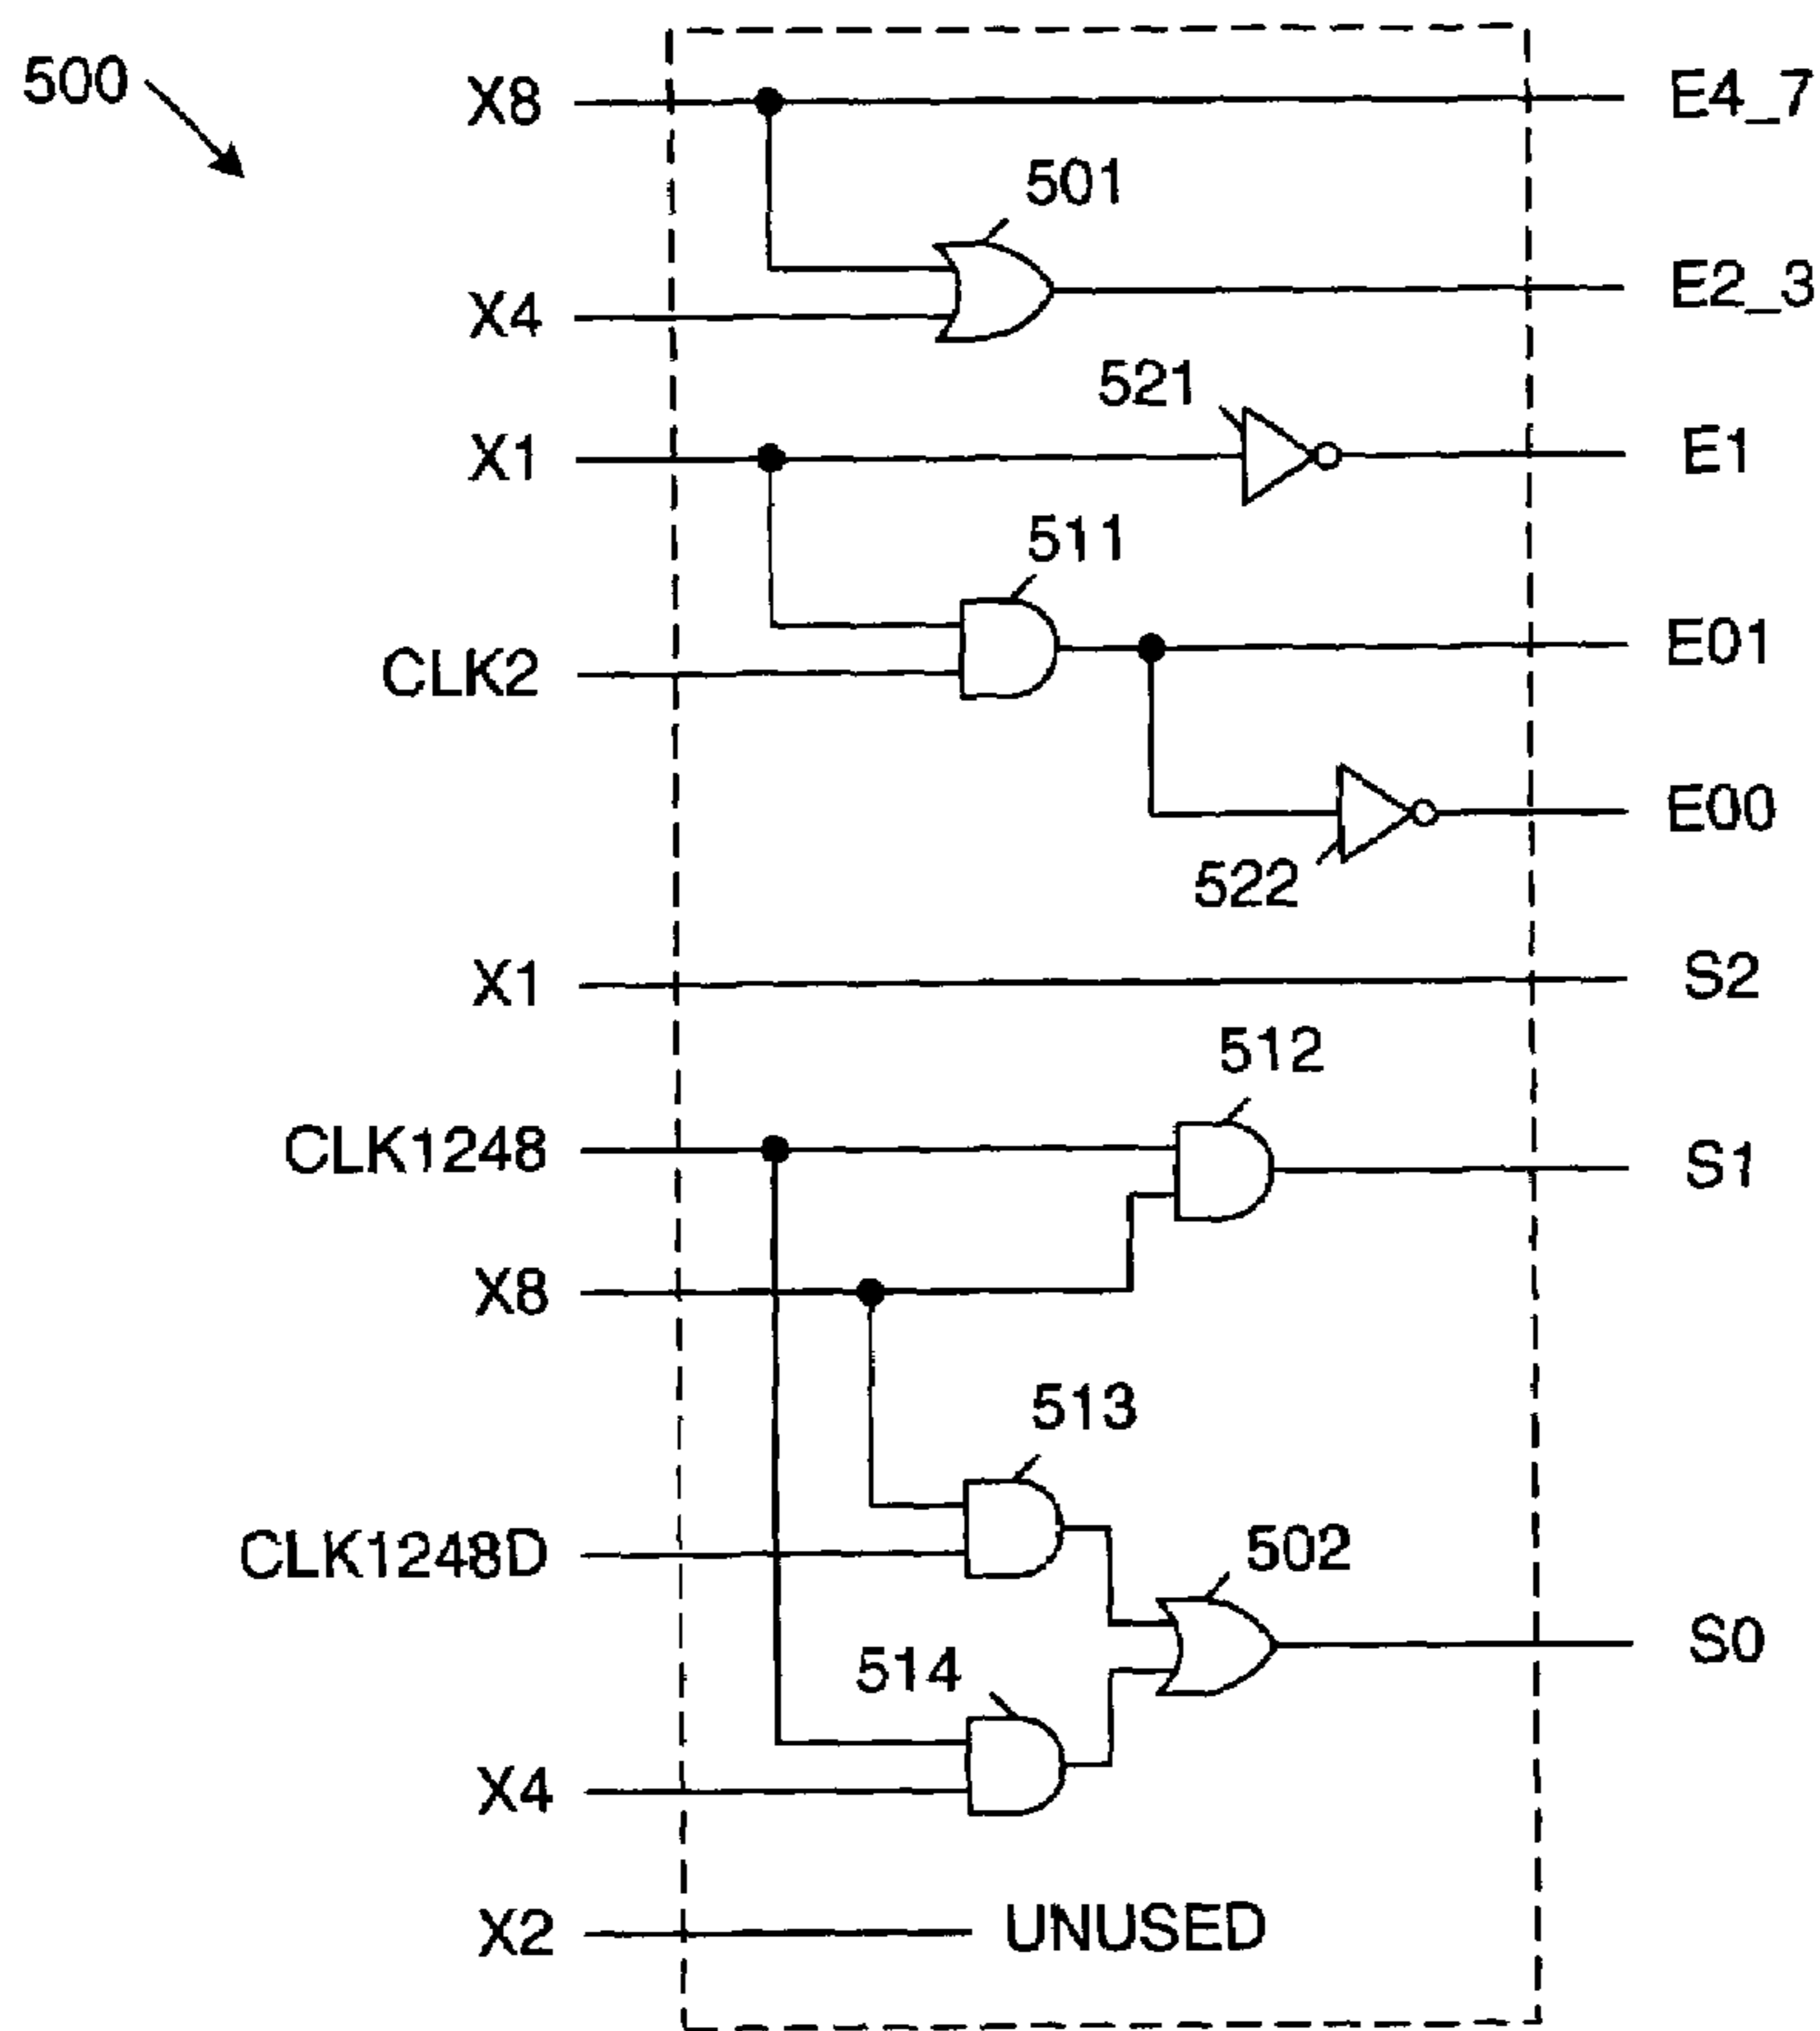 500
X8
E4_7
501
X4
E2_3
521
X1
E1
511
CLK2
E01
E00
522
X1
S2
512
CLK1248
S1
X8
513
CLK1248D
502
S0
514
X4
X2
UNUSED